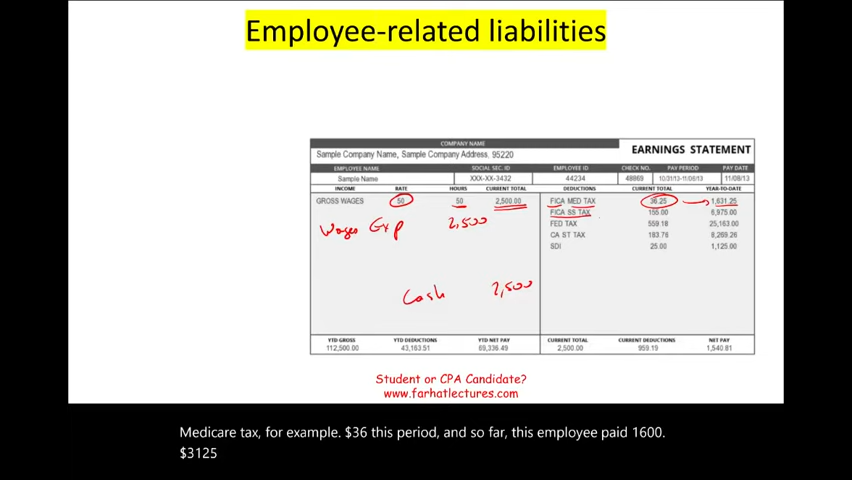 Employee-related liabilities
COMPANY NAME
Sample Company Name, Sample Company Address, 95220
EARNINGS STATEMENT
EMPLOYEE NAME SOCIAL SEC. ID EMPLOYEE ID CHECK NO. PAY PERIOD PAY DATE
Sample Name XXX-XX-3432 44234 48869 10/31/13-11/06/13 11/08/13
INCOME RATE HOURS CURRENT TOTAL DEDUCTIONS CURRENT TOTAL YEAR-TO-DATE
GROSS WAGES 50 50 2,500.00 FICA MED TAX 36.25 1,631.25
FICA SS TAX 155.00 6,975.00
Wages Exp 2,500
FED TAX 559.18 25,163.00
CA ST TAX 183.76 8,269.26
SDI 25.00 1,125.00
Cash 2,500
YTD GROSS YTD DEDUCTIONS YTD NET PAY CURRENT TOTAL CURRENT DEDUCTIONS NET PAY
112,500.00 43,163.51 69,336.49 2,500.00 959.19 1,540.81
Student or CPA Candidate?
www.farhatlectures.com
Medicare tax, for example. $36 this period, and so far, this employee paid 1600.
$3125